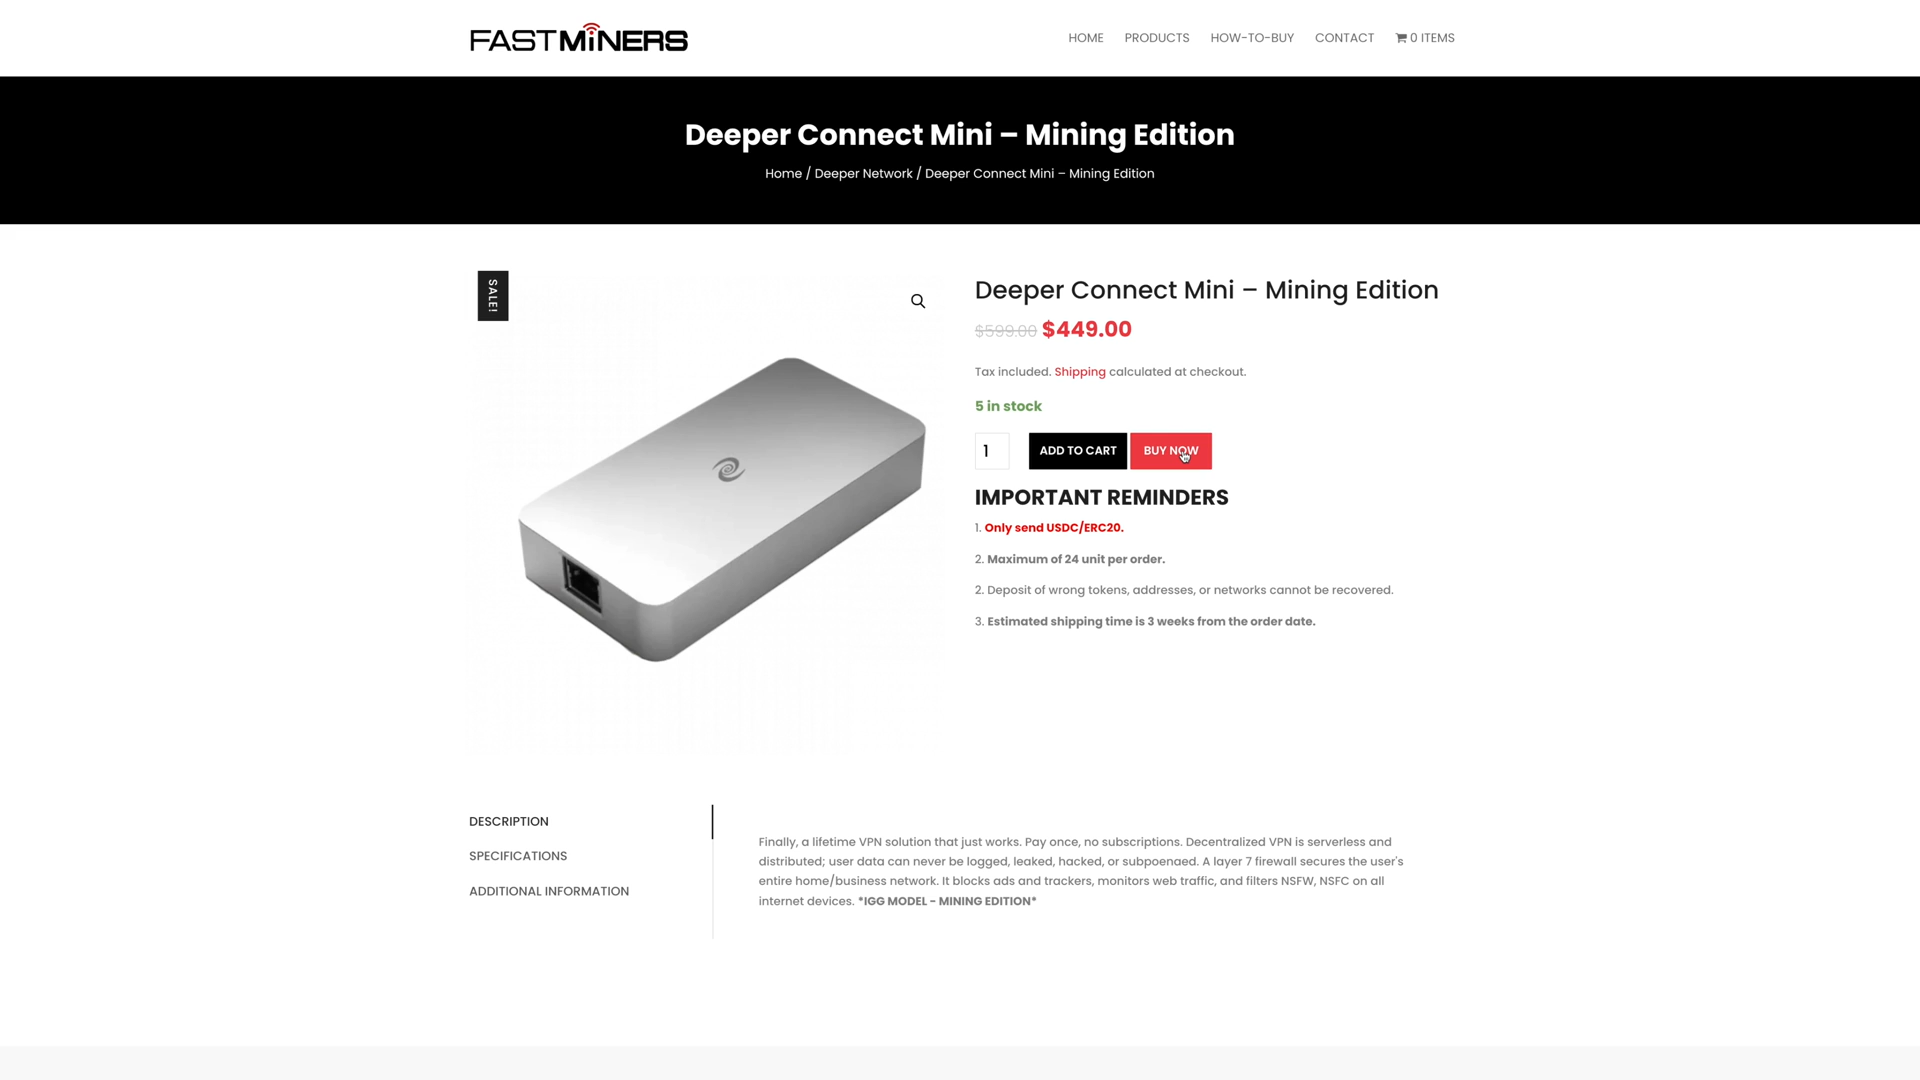 FASTMiNERS
HOME PRODUCTS HOW-TO-BUY CONTACT 0 ITEMS
Deeper Connect Mini – Mining Edition
Home / Deeper Network / Deeper Connect Mini – Mining Edition
SALE!
Deeper Connect Mini – Mining Edition
$599.00 $449.00
Tax included. Shipping calculated at checkout.
5 in stock
1 ADD TO CART BUY NOW
IMPORTANT REMINDERS
1. Only send USDC/ERC20.
2. Maximum of 24 unit per order.
2. Deposit of wrong tokens, addresses, or networks cannot be recovered.
3. Estimated shipping time is 3 weeks from the order date.
DESCRIPTION
SPECIFICATIONS
ADDITIONAL INFORMATION
Finally, a lifetime VPN solution that just works. Pay once, no subscriptions. Decentralized VPN is serverless and
distributed; user data can never be logged, leaked, hacked, or subpoenaed. A layer 7 firewall secures the user's
entire home/business network. It blocks ads and trackers, monitors web traffic, and filters NSFW, NSFC on all
internet devices. *IGG MODEL - MINING EDITION*